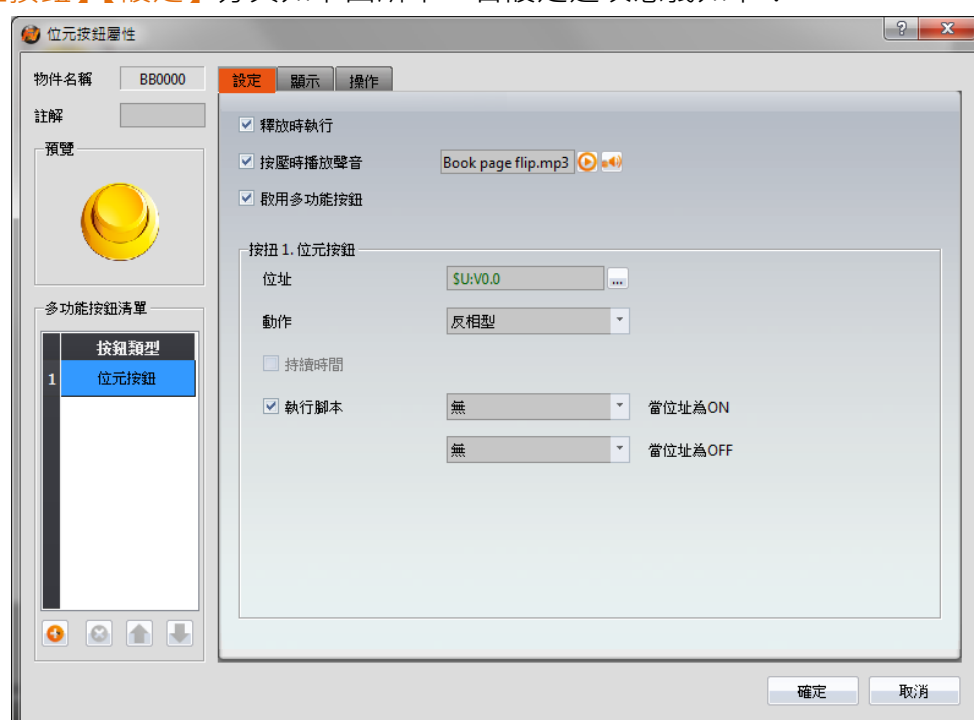 位元按鈕屬性
物件名稱 BB0000
註解
預覽
多功能按鈕清單
按鈕類型
1 位元按鈕
設定 顯示 操作
釋放時執行
按壓時播放聲音 Book page flip.mp3
啟用多功能按鈕
按扭 1. 位元按鈕
位址 $U:V0.0 ...
動作 反相型
持續時間
執行腳本 無 當位址為ON
無 當位址為OFF
確定 取消